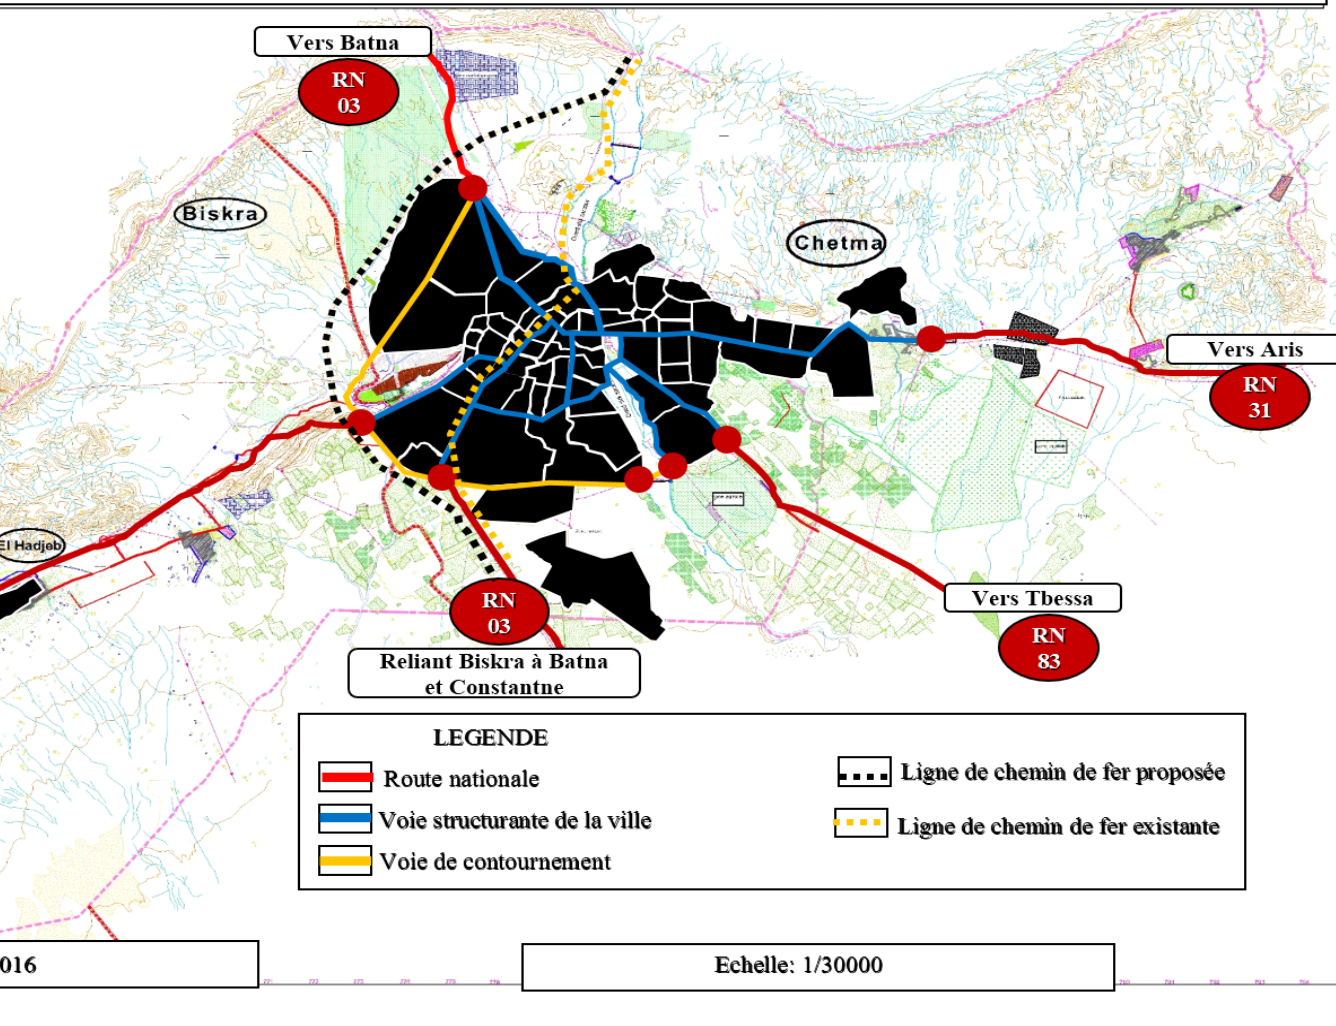 Vers Batna
RN
03
Biskra
Chetma
Vers Aris
RN
31
El Hadjeb
RN
03
Vers Tbessa
RN
83
Reliant Biskra à Batna
et Constantne
LEGENDE
Route nationale
Voie structurante de la ville
Voie de contournement
Ligne de chemin de fer proposée
Ligne de chemin de fer existante
016
Echelle: 1/30000